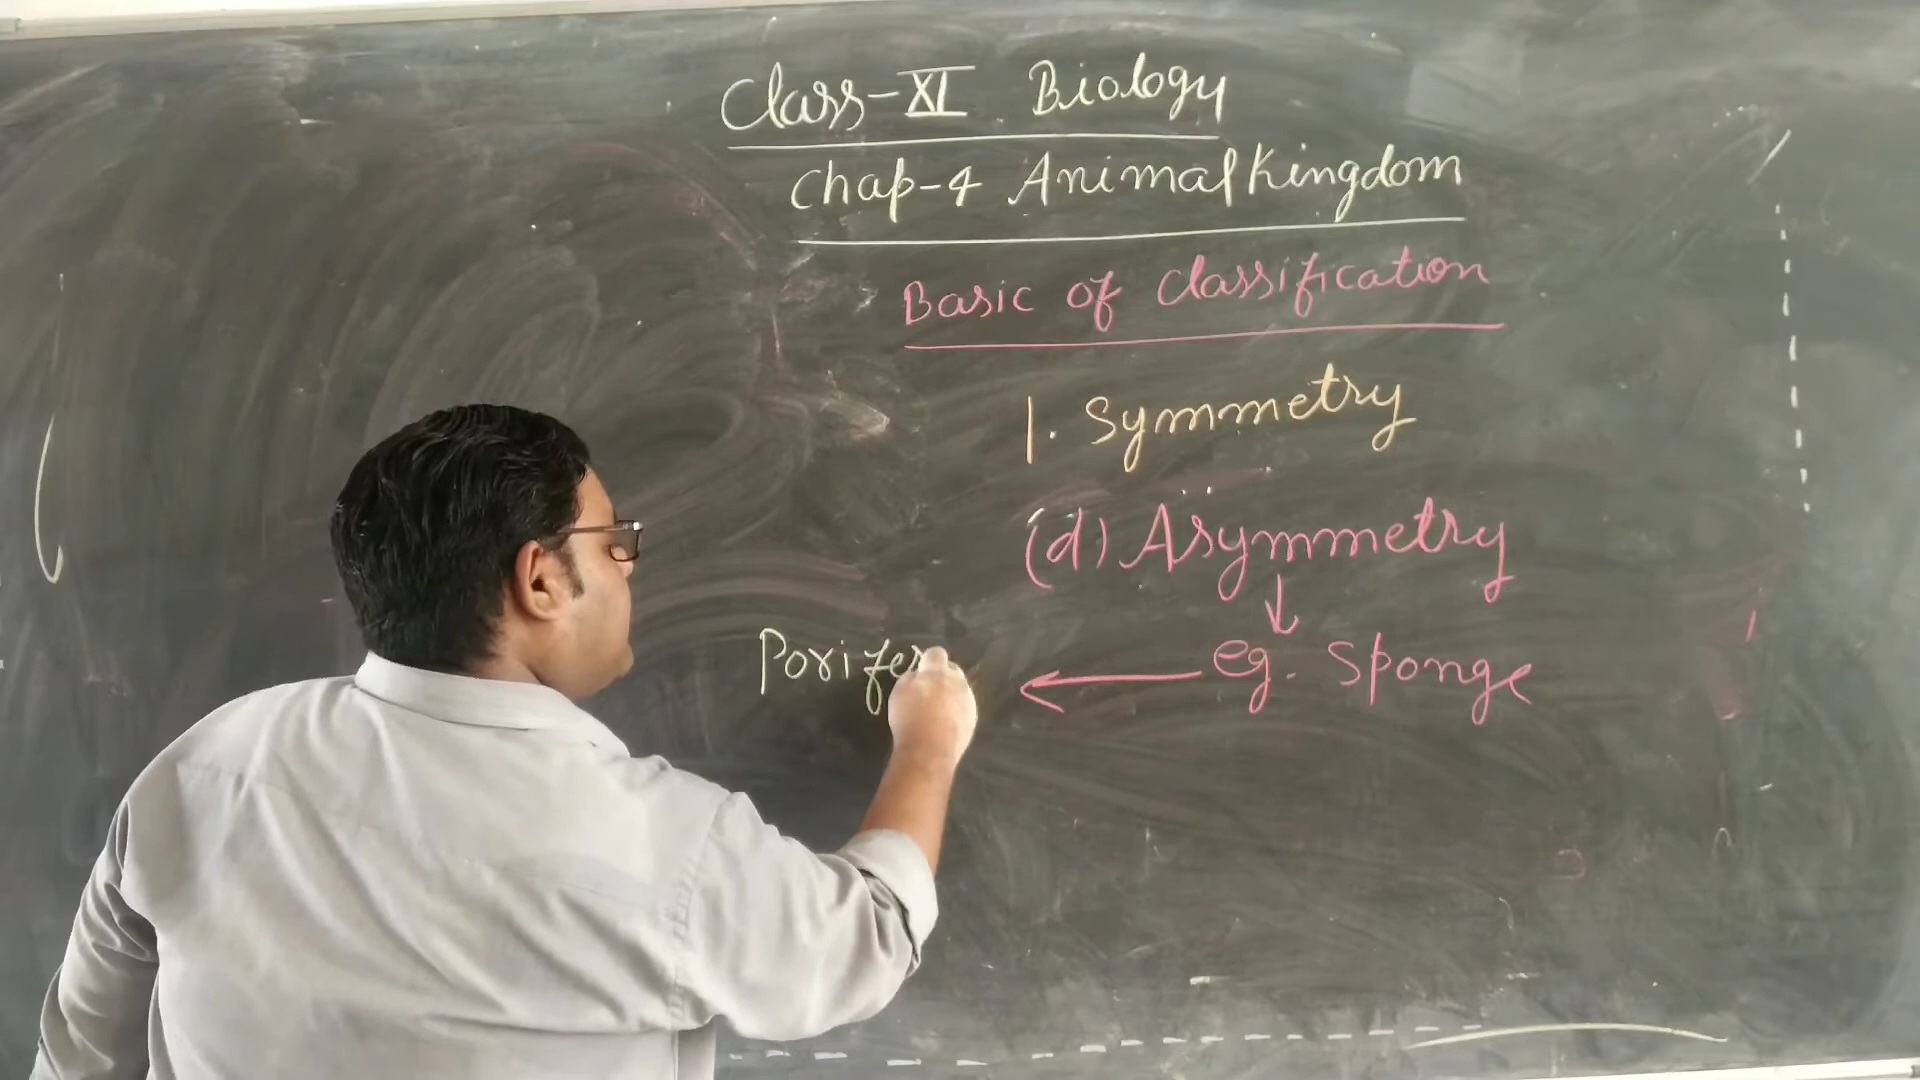 Class-XI Biology
Chap-4 Animal Kingdom
Basic of Classification
1. Symmetry
(d) Asymmetry
eg. Sponge
Porifer